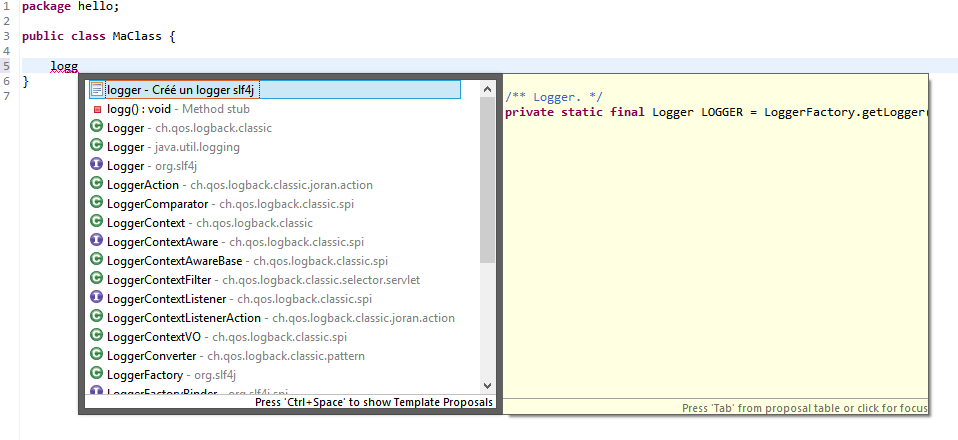 1 package hello;
2
3 public class MaClass {
4
5 logg
6 }
7
logger - Créé un logger slf4j
logg() : void - Method stub
Logger - ch.qos.logback.classic
Logger - java.util.logging
Logger - org.slf4j
LoggerAction - ch.qos.logback.classic.joran.action
LoggerComparator - ch.qos.logback.classic.spi
LoggerContext - ch.qos.logback.classic
LoggerContextAware - ch.qos.logback.classic.spi
LoggerContextAwareBase - ch.qos.logback.classic.spi
LoggerContextFilter - ch.qos.logback.classic.selector.servlet
LoggerContextListener - ch.qos.logback.classic.spi
LoggerContextListenerAction - ch.qos.logback.classic.joran.action
LoggerContextVO - ch.qos.logback.classic.spi
LoggerConverter - ch.qos.logback.classic.pattern
LoggerFactory - org.slf4j
LoggerFactoryBinder - org.slf4j.spi
Press 'Ctrl+Space' to show Template Proposals
/** Logger. */
private static final Logger LOGGER = LoggerFactory.getLogger(
Press 'Tab' from proposal table or click for focus